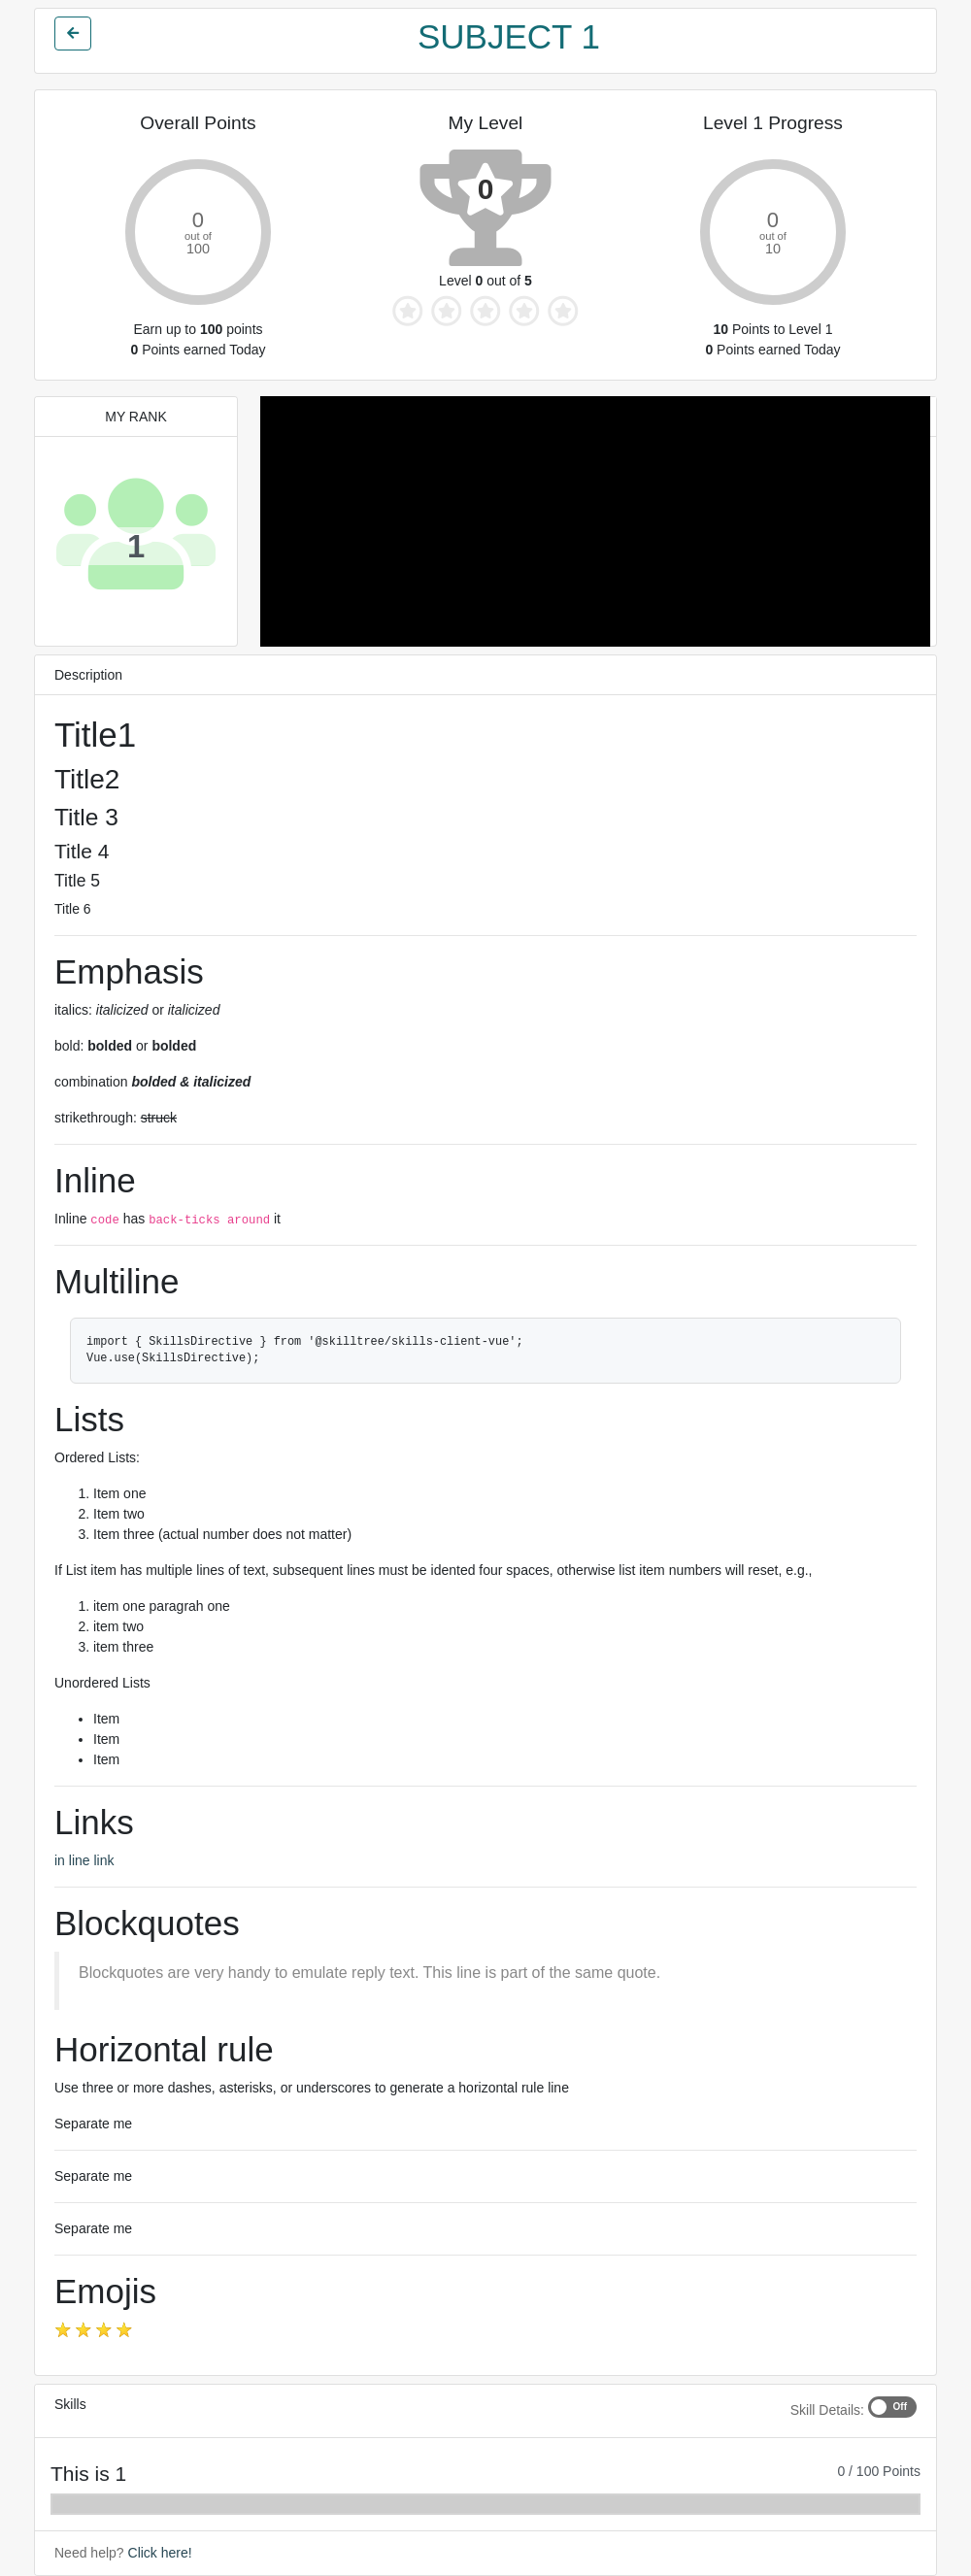 SUBJECT 1
Overall Points
My Level
Level 1 Progress
0
out of
100
0
0
out of
10
Level 0 out of 5
Earn up to 100 points
0 Points earned Today
10 Points to Level 1
0 Points earned Today
MY RANK
1
Description
Title1
Title2
Title 3
Title 4
Title 5
Title 6
Emphasis
italics: italicized or italicized
bold: bolded or bolded
combination bolded & italicized
strikethrough: struck
Inline
Inline code has back-ticks around it
Multiline
import { SkillsDirective } from '@skilltree/skills-client-vue';
Vue.use(SkillsDirective);
Lists
Ordered Lists:
1. Item one
2. Item two
3. Item three (actual number does not matter)
If List item has multiple lines of text, subsequent lines must be idented four spaces, otherwise list item numbers will reset, e.g.,
1. item one paragrah one
2. item two
3. item three
Unordered Lists
• Item
• Item
• Item
Links
in line link
Blockquotes
Blockquotes are very handy to emulate reply text. This line is part of the same quote.
Horizontal rule
Use three or more dashes, asterisks, or underscores to generate a horizontal rule line
Separate me
Separate me
Separate me
Emojis
⭐⭐⭐⭐
Skills
Skill Details: Off
This is 1
0 / 100 Points
Need help? Click here!